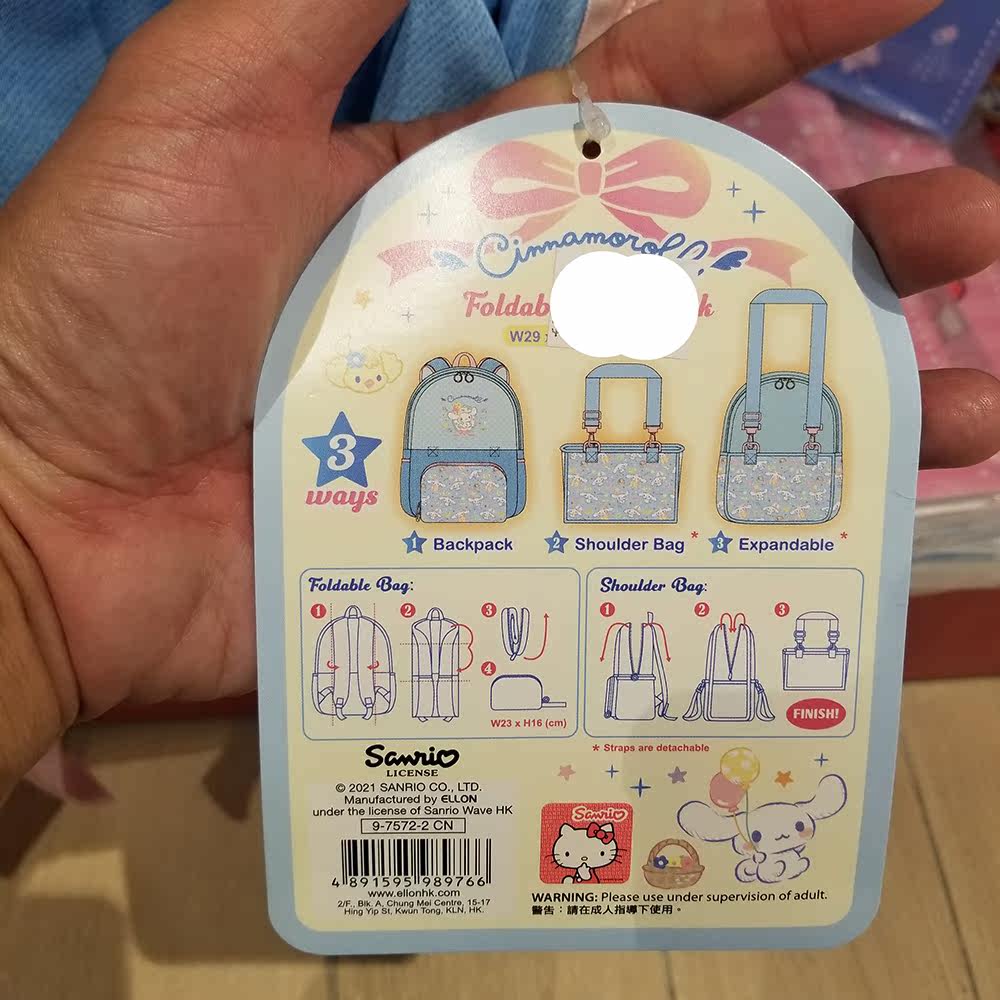 Cinnamoroll
W29
3
ways
1 Backpack
2 Shoulder Bag *
3 Expandable *
Foldable Bag:
1
2
3
4
W23 x H16 (cm)
Shoulder Bag:
1
2
3
FINISH!
* Straps are detachable
Sanrio
LICENSE
© 2021 SANRIO CO., LTD.
Manufactured by ELLON
under the license of Sanrio Wave HK
9-7572-2 CN
4 891595 989766
www.ellonhk.com
2/F., Blk. A, Chung Mei Centre, 15-17
Hing Yip St, Kwun Tong, KLN, HK.
Sanrio
WARNING: Please use under supervision of adult.
警告：請在成人指導下使用。